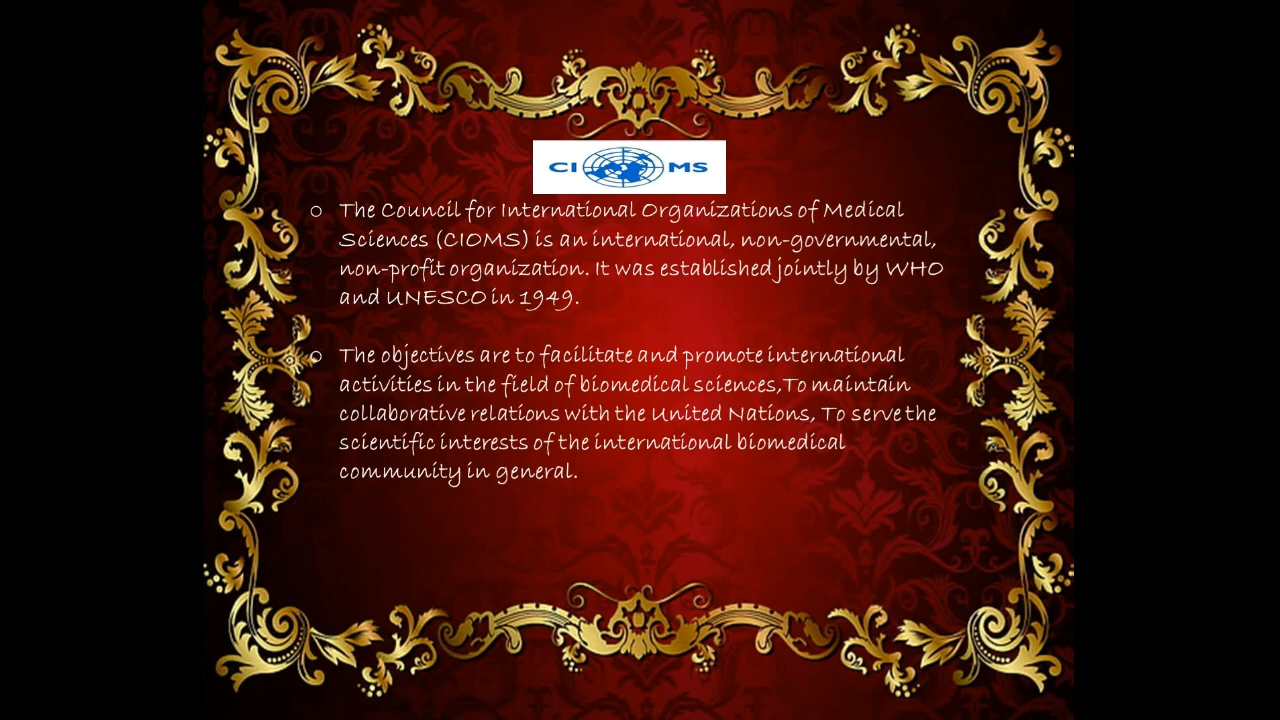 CI MS
o The Council for International Organizations of Medical
Sciences (CIOMS) is an international, non-governmental,
non-profit organization. It was established jointly by WHO
and UNESCO in 1949.
o The objectives are to facilitate and promote international
activities in the field of biomedical sciences,To maintain
collaborative relations with the United Nations, To serve the
scientific interests of the international biomedical
community in general.